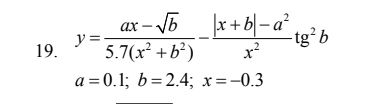 19. y = (ax − √b) / (5.7(x² + b²)) − (|x + b| − a²) / x² -tg² b
a = 0.1; b = 2.4; x = −0.3